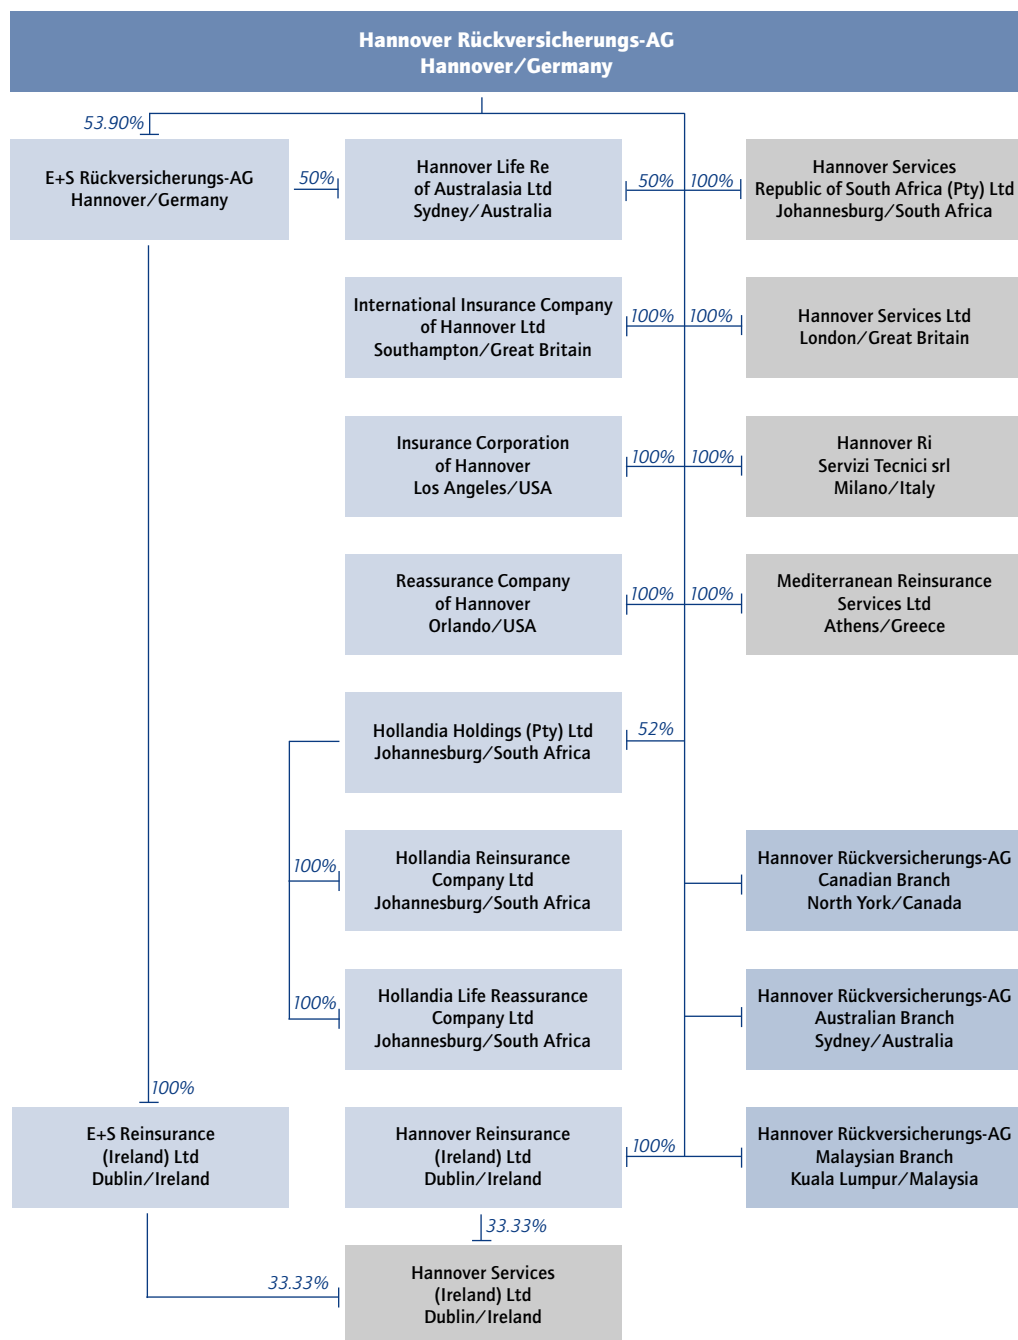 Hannover Rückversicherungs-AG
Hannover/Germany
53.90%
E+S Rückversicherungs-AG
Hannover/Germany
50%
Hannover Life Re
of Australasia Ltd
Sydney/Australia
50%
100%
Hannover Services
Republic of South Africa (Pty) Ltd
Johannesburg/South Africa
International Insurance Company
of Hannover Ltd
Southampton/Great Britain
100%
100%
Hannover Services Ltd
London/Great Britain
Insurance Corporation
of Hannover
Los Angeles/USA
100%
100%
Hannover Ri
Servizi Tecnici srl
Milano/Italy
Reassurance Company
of Hannover
Orlando/USA
100%
100%
Mediterranean Reinsurance
Services Ltd
Athens/Greece
Hollandia Holdings (Pty) Ltd
Johannesburg/South Africa
52%
100%
Hollandia Reinsurance
Company Ltd
Johannesburg/South Africa
Hannover Rückversicherungs-AG
Canadian Branch
North York/Canada
100%
Hollandia Life Reassurance
Company Ltd
Johannesburg/South Africa
Hannover Rückversicherungs-AG
Australian Branch
Sydney/Australia
100%
E+S Reinsurance
(Ireland) Ltd
Dublin/Ireland
Hannover Reinsurance
(Ireland) Ltd
Dublin/Ireland
100%
Hannover Rückversicherungs-AG
Malaysian Branch
Kuala Lumpur/Malaysia
33.33%
33.33%
Hannover Services
(Ireland) Ltd
Dublin/Ireland